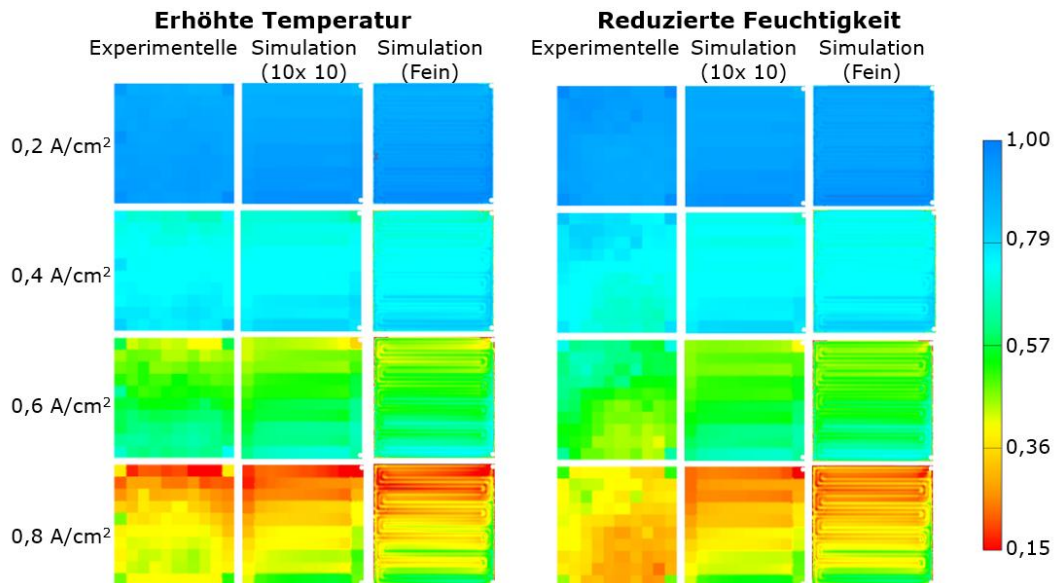 Erhöhte Temperatur
Reduzierte Feuchtigkeit
Experimentelle Simulation Simulation
(10x 10) (Fein)
Experimentelle Simulation Simulation
(10x 10) (Fein)
0,2 A/cm²
0,4 A/cm²
0,6 A/cm²
0,8 A/cm²
1,00
0,79
0,57
0,36
0,15